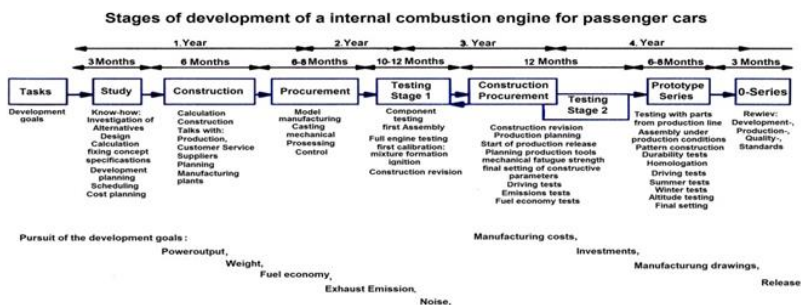 Stages of development of a internal combustion engine for passenger cars
1. Year 2. Year 3. Year 4. Year
3 Months 6 Months 6-8 Months 10-12 Months 12 Months 6-8 Months 3 Months
Tasks
Development
goals
Study
Know-how:
Investigation of
Alternatives
Design
Calculation
fixing concept
specificastions
Development
planning
Scheduling
Cost planning
Construction
Calculation
Construction
Talks with:
Production,
Customer Service
Suppliers
Planning
Manufacturing
plants
Procurement
Model
manufacturing
Casting
mechanical
Prosessing
Control
Testing
Stage 1
Component
testing
first Assembly
Full engine testing
first calibration:
mixture formation
ignition
Construction revision
Construction
Procurement
Testing
Stage 2
Construction revision
Production planning
Start of production release
Planning production tools
mechanical fatugue strength
final setting of constructive
parameters
Driving tests
Emissions tests
Fuel economy tests
Prototype
Series
Testing with parts
from production line
Assembly under
production conditions
Pattern construction
Durability tests
Homologation
Driving tests
Summer tests
Winter tests
Altitude testing
Final setting
0-Series
Rewiev:
Development-,
Production-,
Quality-,
Standards
Pursuit of the development goals :
Poweroutput,
Weight,
Fuel economy,
Exhaust Emission,
Noise,
Manufacturing costs,
Investments,
Manufacturung drawings,
Release